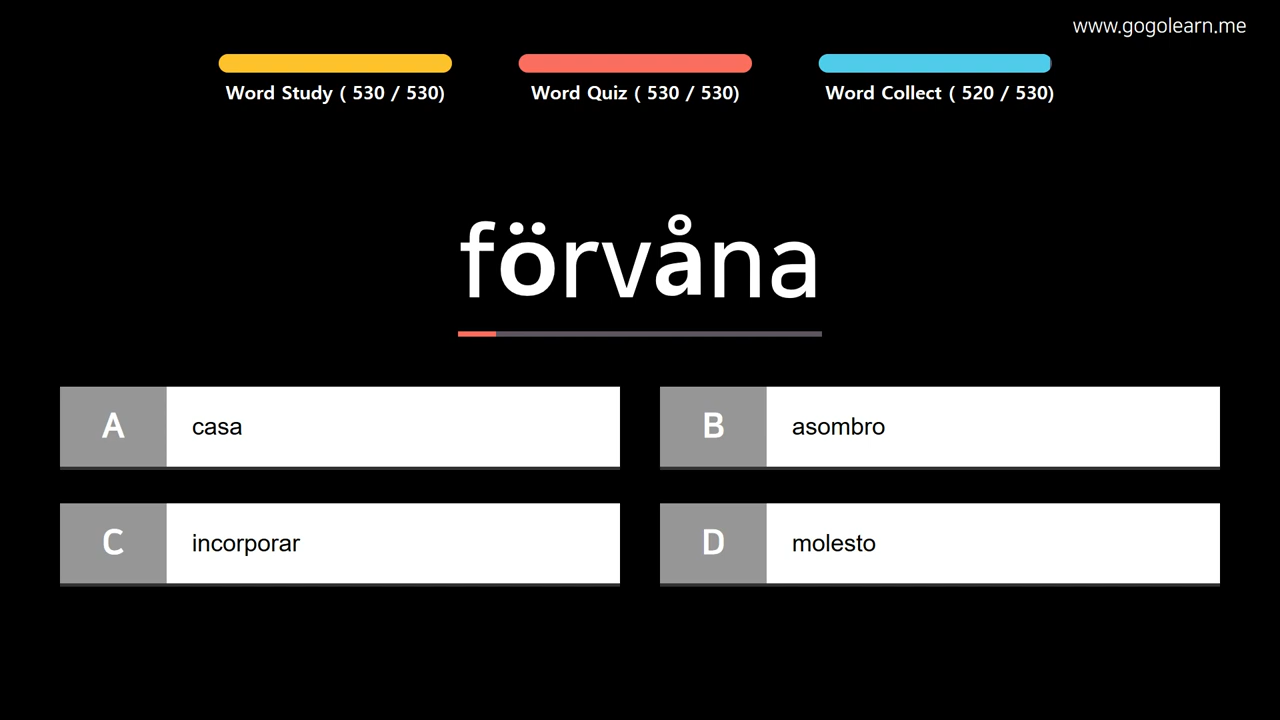 www.gogolearn.me
Word Study ( 530 / 530)
Word Quiz ( 530 / 530)
Word Collect ( 520 / 530)
förvåna
A casa
B asombro
C incorporar
D molesto